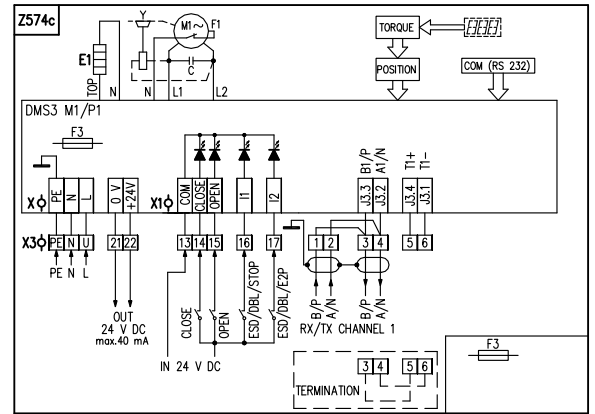 Z574c
Y
M1~
F1
E1
C
TOP
N
N
L1
L2
TORQUE
POSITION
COM (RS 232)
DMS3 M1/P1
F3
X
PE
N
L
0 V
+24V
X1
COM
CLOSE
OPEN
I1
I2
J3.3
B1/P
J3.2
A1/N
J3.4
T1+
J3.1
T1-
X3
PE
N
U
21
22
13
14
15
16
17
1
2
3
4
5
6
PE N L
OUT
24 V DC
max.40 mA
CLOSE
OPEN
ESD/DBL/STOP
ESD/DBL/E2P
IN 24 V DC
B/P
A/N
B/P
A/N
RX/TX CHANNEL 1
TERMINATION
3 4
5 6
F3